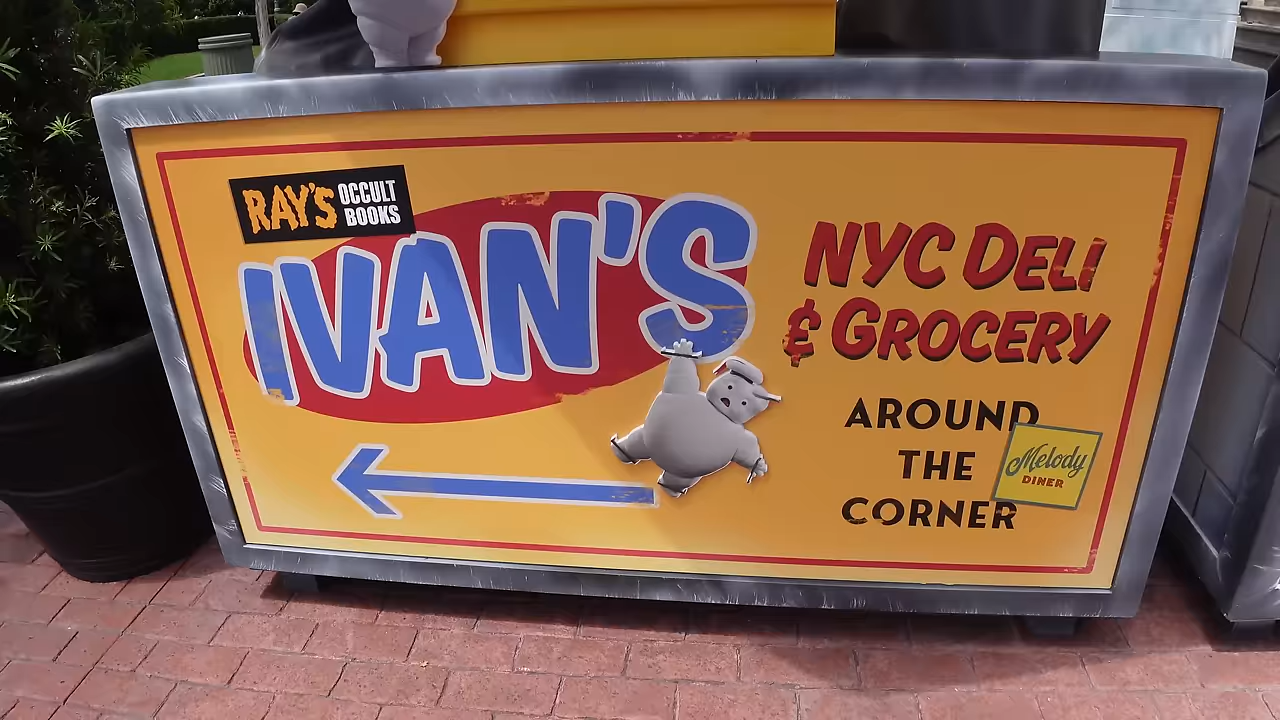 RAY'S OCCULT
BOOKS
IVAN'S
NYC DELI
& GROCERY
AROUND
THE
CORNER
Melody
DINER